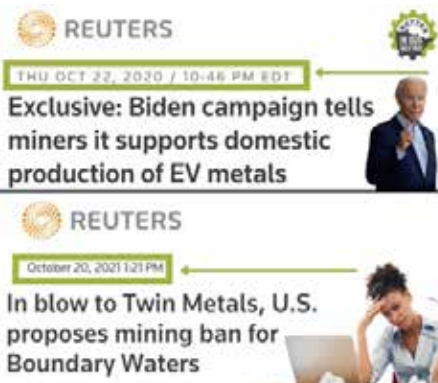 REUTERS
THU OCT 22, 2020 / 10:46 PM EDT
Exclusive: Biden campaign tells
miners it supports domestic
production of EV metals
REUTERS
October 20, 2021 1:21 PM
In blow to Twin Metals, U.S.
proposes mining ban for
Boundary Waters